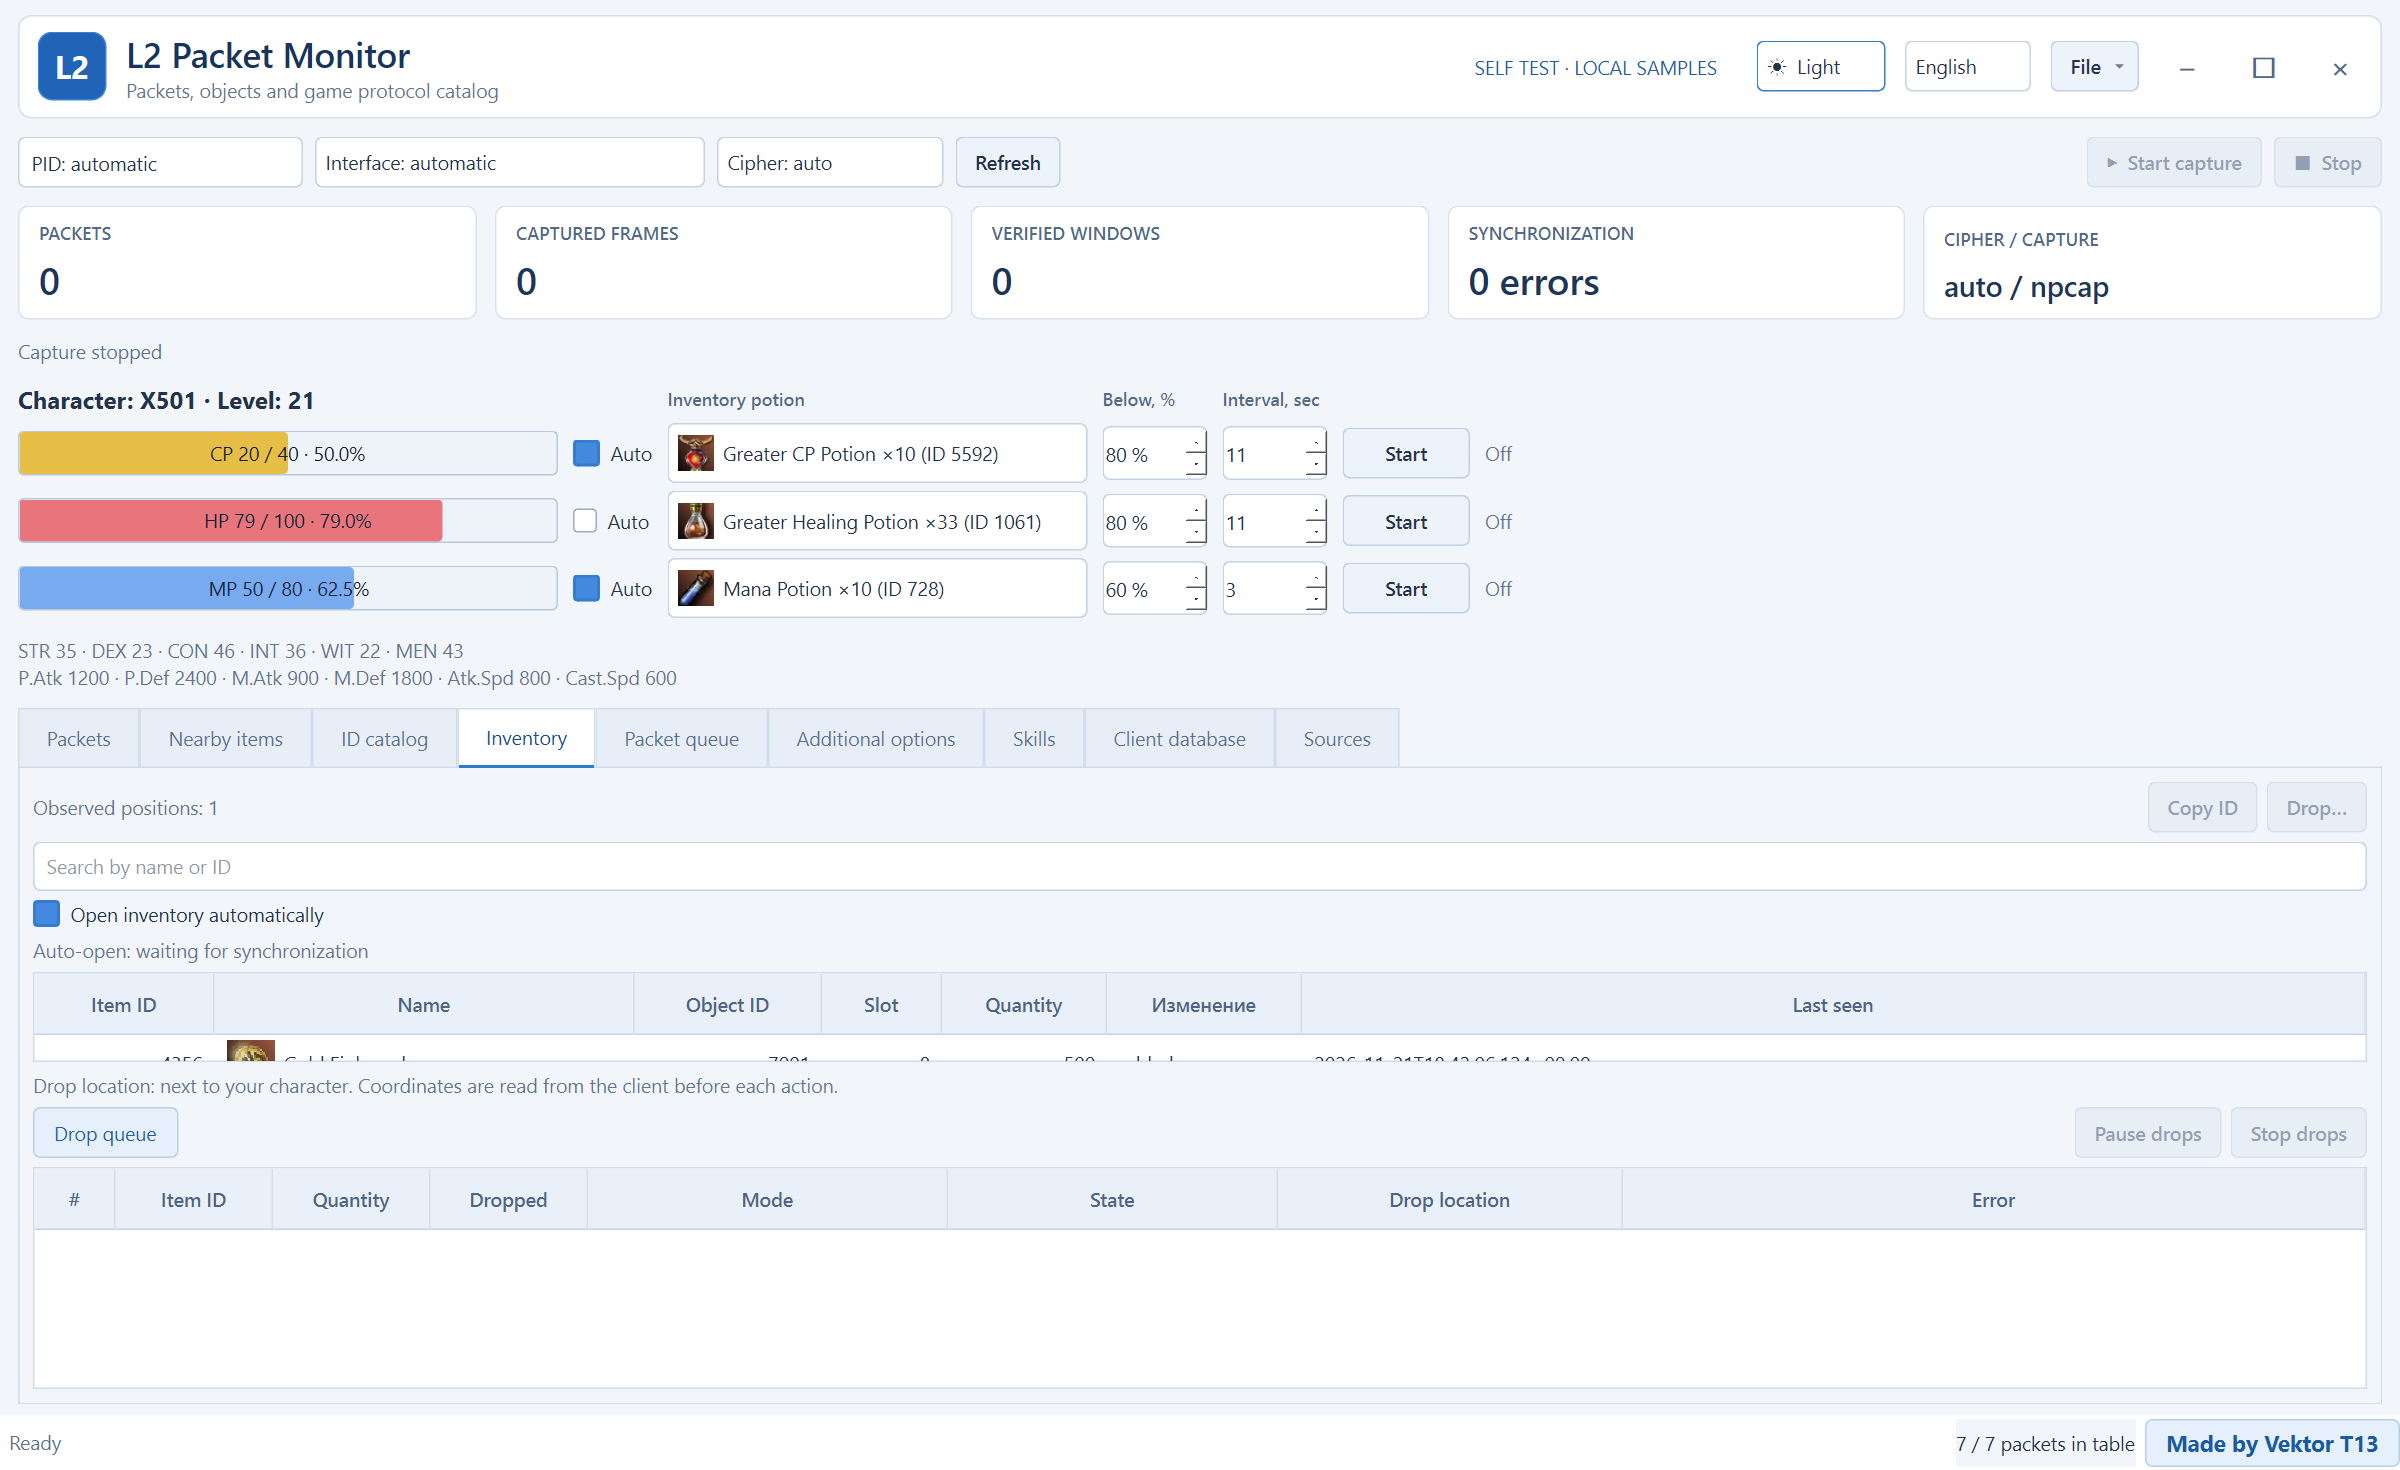 L2
L2 Packet Monitor
Packets, objects and game protocol catalog
SELF TEST · LOCAL SAMPLES
Light
English
File
PID: automatic
Interface: automatic
Cipher: auto
Refresh
Start capture
Stop
PACKETS
0
CAPTURED FRAMES
0
VERIFIED WINDOWS
0
SYNCHRONIZATION
0 errors
CIPHER / CAPTURE
auto / npcap
Capture stopped
Character: X501 · Level: 21
Inventory potion
Below, %
Interval, sec
CP 20 / 40 · 50.0%
Auto
Greater CP Potion ×10 (ID 5592)
80 %
11
Start
Off
HP 79 / 100 · 79.0%
Auto
Greater Healing Potion ×33 (ID 1061)
80 %
11
Start
Off
MP 50 / 80 · 62.5%
Auto
Mana Potion ×10 (ID 728)
60 %
3
Start
Off
STR 35 · DEX 23 · CON 46 · INT 36 · WIT 22 · MEN 43
P.Atk 1200 · P.Def 2400 · M.Atk 900 · M.Def 1800 · Atk.Spd 800 · Cast.Spd 600
Packets
Nearby items
ID catalog
Inventory
Packet queue
Additional options
Skills
Client database
Sources
Observed positions: 1
Copy ID
Drop...
Search by name or ID
Open inventory automatically
Auto-open: waiting for synchronization
Item ID
Name
Object ID
Slot
Quantity
Изменение
Last seen
Drop location: next to your character. Coordinates are read from the client before each action.
Drop queue
Pause drops
Stop drops
#
Item ID
Quantity
Dropped
Mode
State
Drop location
Error
Ready
7 / 7 packets in table
Made by Vektor T13